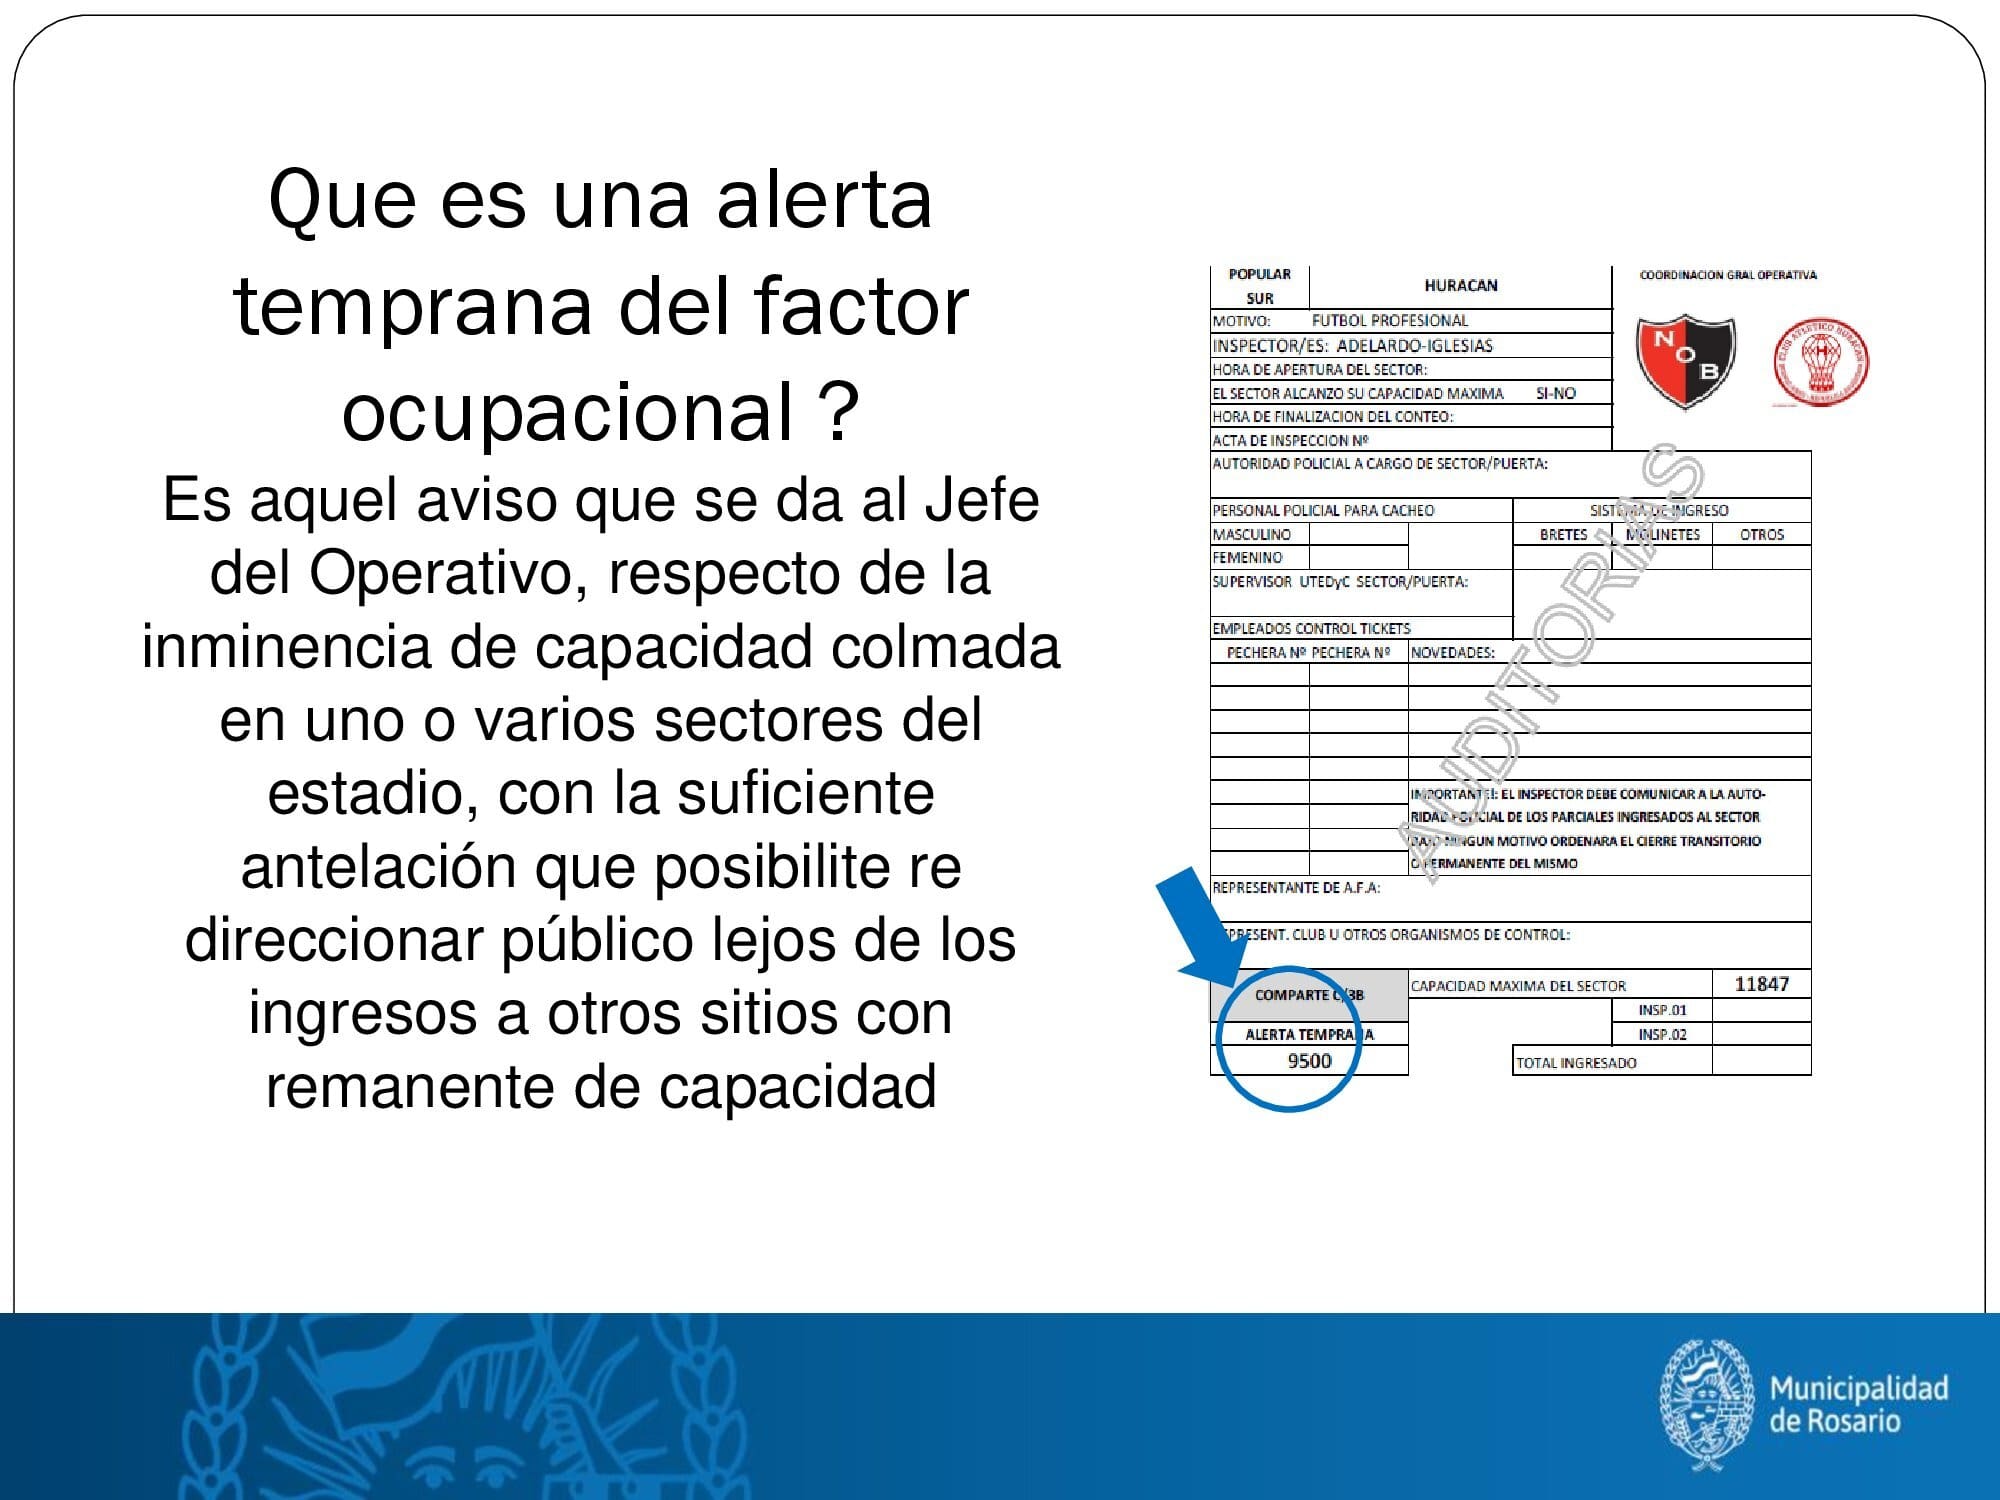 Que es una alerta
temprana del factor
ocupacional ?
Es aquel aviso que se da al Jefe
del Operativo, respecto de la
inminencia de capacidad colmada
en uno o varios sectores del
estadio, con la suficiente
antelación que posibilite re
direccionar público lejos de los
ingresos a otros sitios con
remanente de capacidad
POPULAR
SUR
HURACAN
COORDINACION GRAL OPERATIVA
MOTIVO: FUTBOL PROFESIONAL
INSPECTOR/ES: ADELARDO-IGLESIAS
HORA DE APERTURA DEL SECTOR:
EL SECTOR ALCANZO SU CAPACIDAD MAXIMA SI-NO
HORA DE FINALIZACION DEL CONTEO:
ACTA DE INSPECCION Nº
N O B
CLUB ATLETICO HURACAN
H
AUTORIDAD POLICIAL A CARGO DE SECTOR/PUERTA:
PERSONAL POLICIAL PARA CACHEO SISTEMA DE INGRESO
MASCULINO BRETES MOLINETES OTROS
FEMENINO
SUPERVISOR UTEDyC SECTOR/PUERTA:
EMPLEADOS CONTROL TICKETS
PECHERA Nº PECHERA Nº NOVEDADES:
AUDITORIAS
IMPORTANTE!: EL INSPECTOR DEBE COMUNICAR A LA AUTO-
RIDAD POLICIAL DE LOS PARCIALES INGRESADOS AL SECTOR
BAJO NINGUN MOTIVO ORDENARA EL CIERRE TRANSITORIO
O PERMANENTE DEL MISMO
REPRESENTANTE DE A.F.A:
REPRESENT. CLUB U OTROS ORGANISMOS DE CONTROL:
COMPARTE C/3B
CAPACIDAD MAXIMA DEL SECTOR 11847
INSP.01
ALERTA TEMPRANA INSP.02
9500 TOTAL INGRESADO
Municipalidad
de Rosario